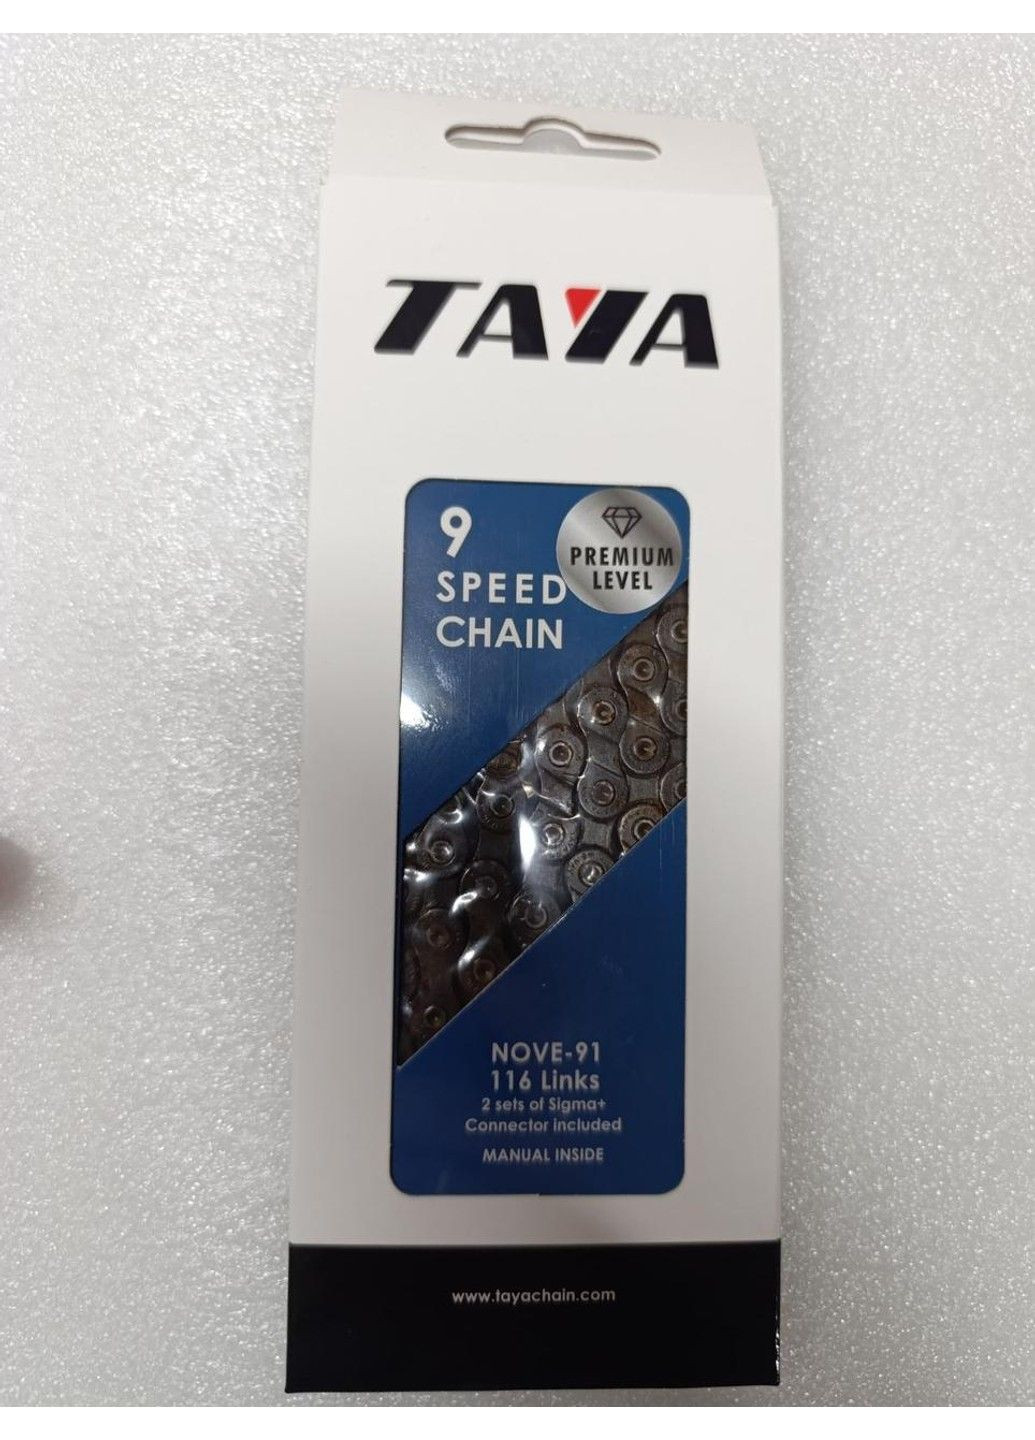 TAYA
9
SPEED
CHAIN
PREMIUM
LEVEL
NOVE-91
116 Links
2 sets of Sigma+
Connector included
MANUAL INSIDE
www.tayachain.com